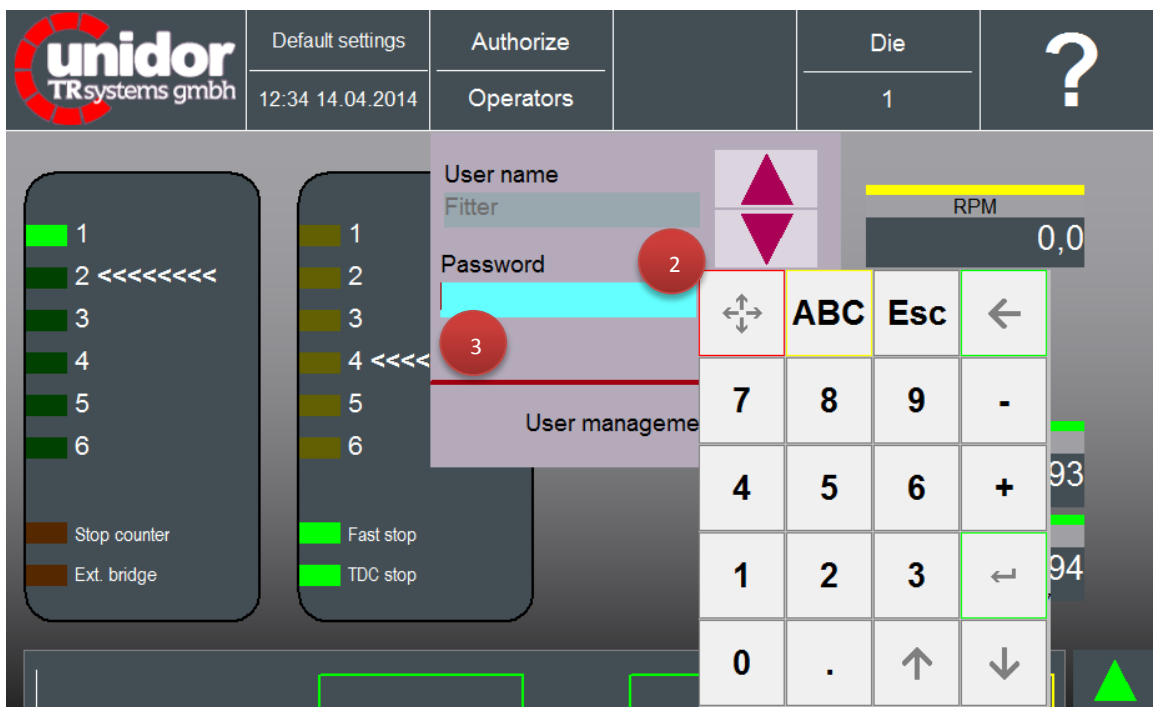 unidor
TRsystems gmbh
Default settings
12:34 14.04.2014
Authorize
Operators
Die
1
?
User name
Fitter
Password
2
3
User manageme
RPM
0,0
1
2 <<<<<<<<
3
4
5
6
Stop counter
Ext. bridge
1
2
3
4 <<<<
5
6
Fast stop
TDC stop
ABC Esc ←
7 8 9 -
4 5 6 +
1 2 3 ↵
0 . ↑ ↓
93
94